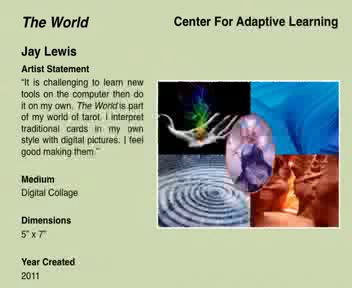 The World
Center For Adaptive Learning
Jay Lewis
Artist Statement
“It is challenging to learn new
tools on the computer then do
it on my own. The World is part
of my world of tarot. I interpret
traditional cards in my own
style with digital pictures. I feel
good making them.”
Medium
Digital Collage
Dimensions
5” x 7”
Year Created
2011